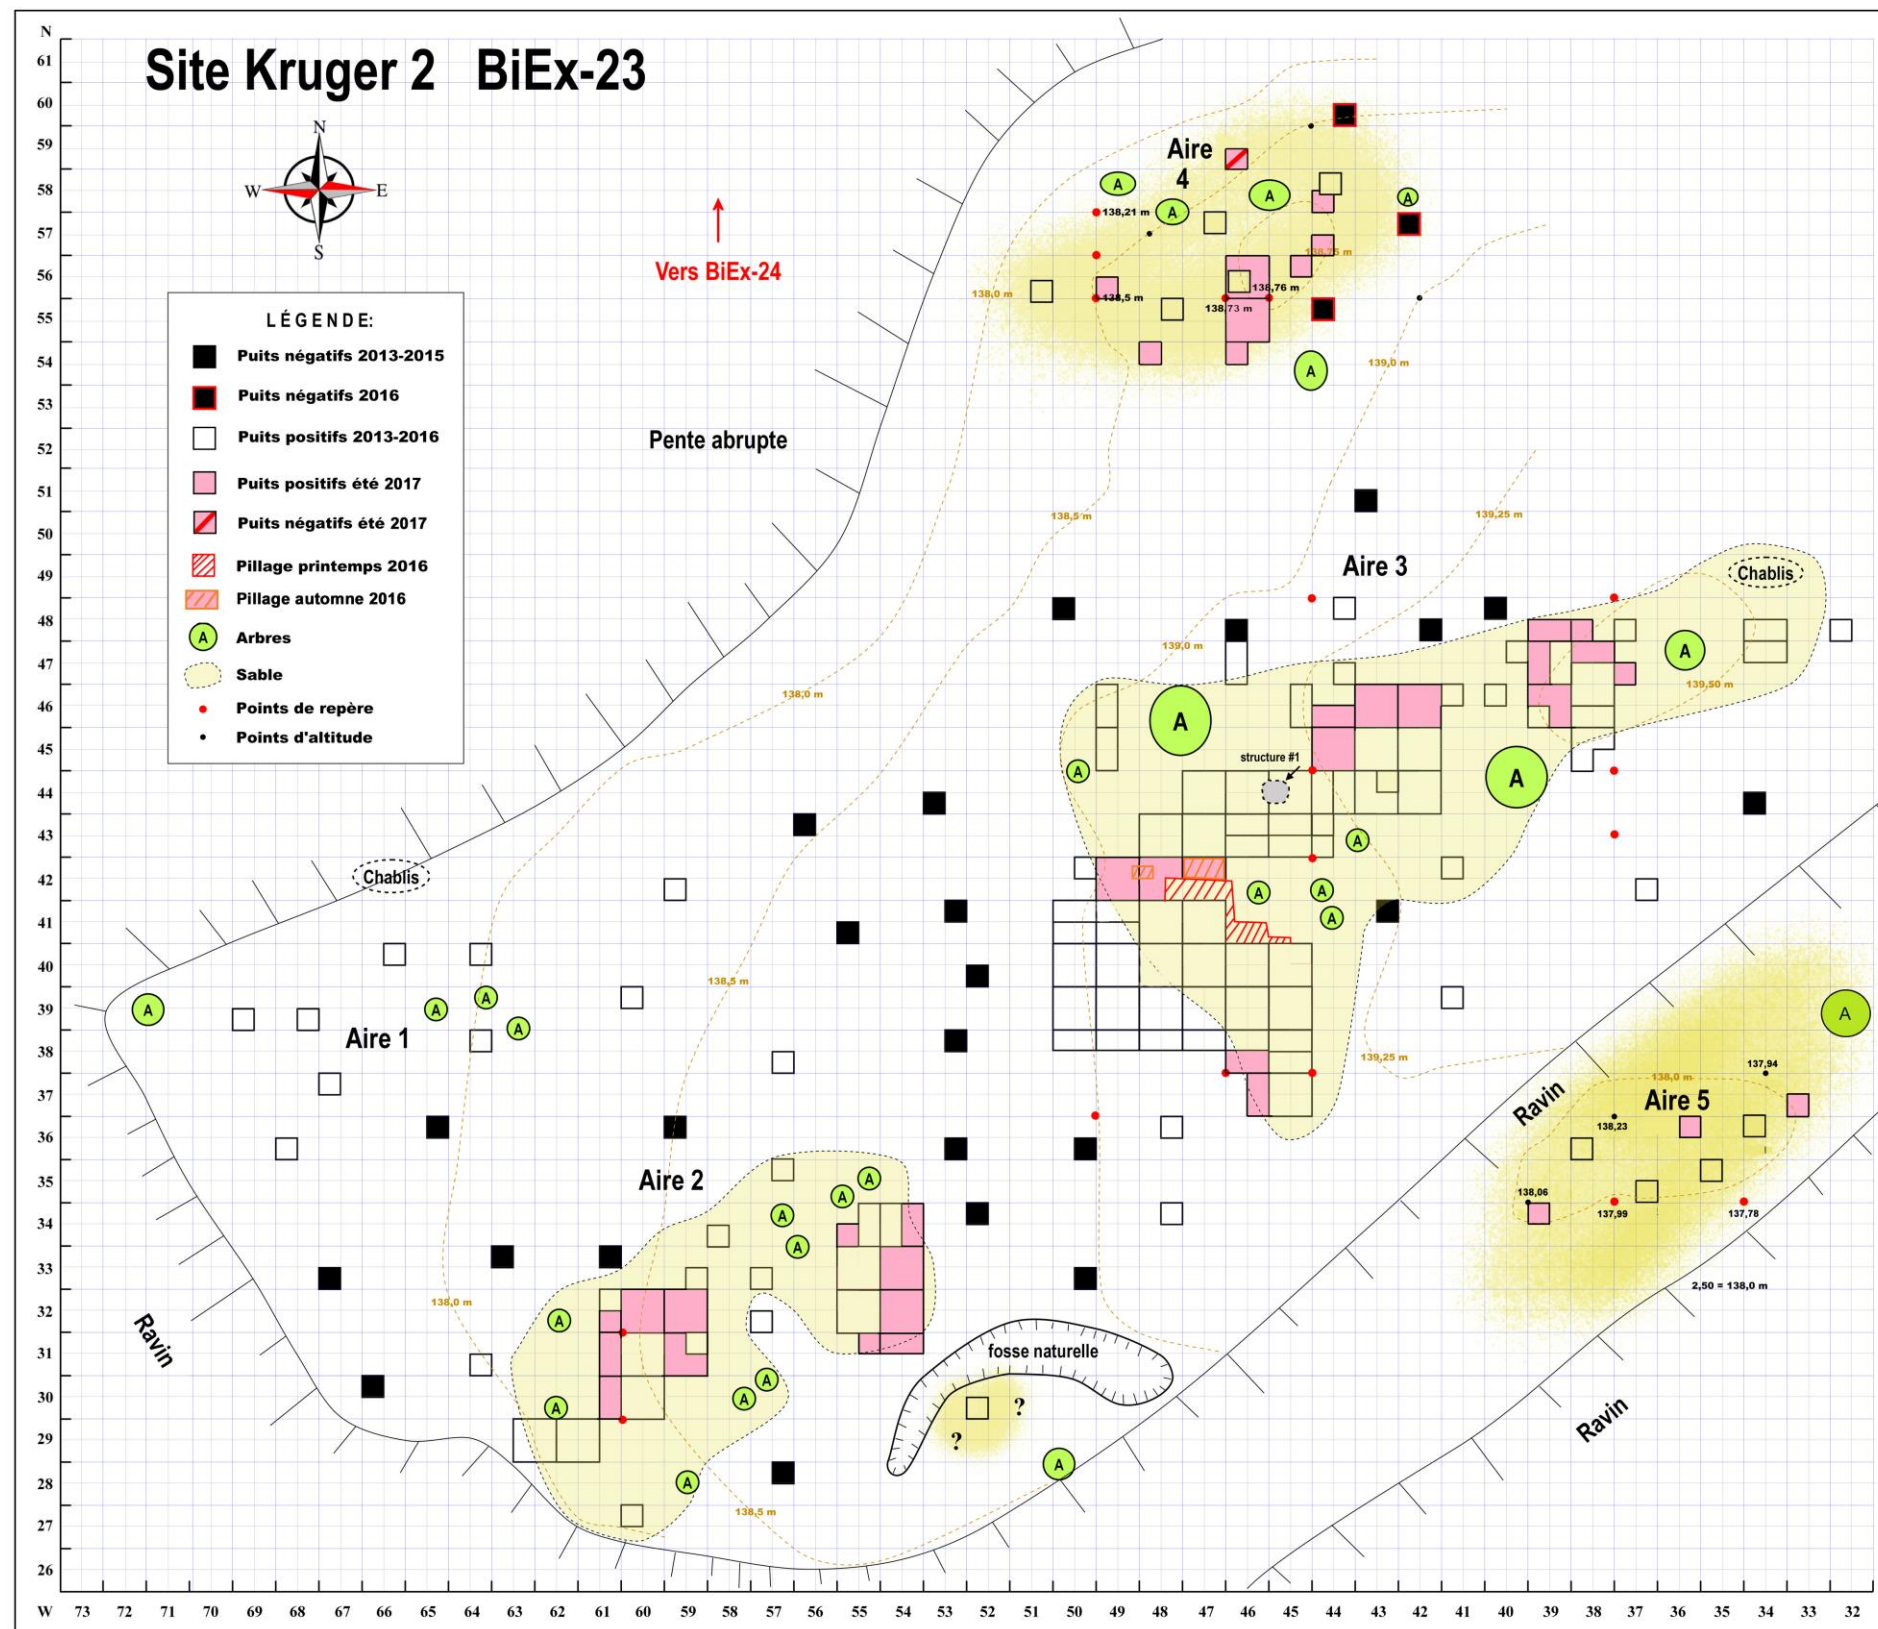 Site Kruger 2 BiEx-23
N
W
E
S
Vers BiEx-24
LÉGENDE:
Puits négatifs 2013-2015
Puits négatifs 2016
Puits positifs 2013-2016
Puits positifs été 2017
Puits négatifs été 2017
Pillage printemps 2016
Pillage automne 2016
A Arbres
Sable
Points de repère
Points d'altitude
N
61
60
59
58
57
56
55
54
53
52
51
50
49
48
47
46
45
44
43
42
41
40
39
38
37
36
35
34
33
32
31
30
29
28
27
26
Aire
4
A
A
A
A
138,21 m
138,75 m
138,0 m
138,76 m
138,5 m
138,73 m
A
139,0 m
Pente abrupte
138,5 m
139,25 m
Aire 3
Chablis
139,0 m
A
139,50 m
138,0 m
A
structure #1
A
A
A
Chablis
A
A
A
138,5 m
A
A
A
A
Aire 1
A
139,25 m
Ravin
137,94
138,0 m
Aire 5
138,23
138,06
137,99
137,78
2,50 = 138,0 m
Aire 2
A
A
A
A
138,0 m
A
Ravin
fosse naturelle
A
A
A
?
?
A
A
138,5 m
Ravin
W 73 72 71 70 69 68 67 66 65 64 63 62 61 60 59 58 57 56 55 54 53 52 51 50 49 48 47 46 45 44 43 42 41 40 39 38 37 36 35 34 33 32